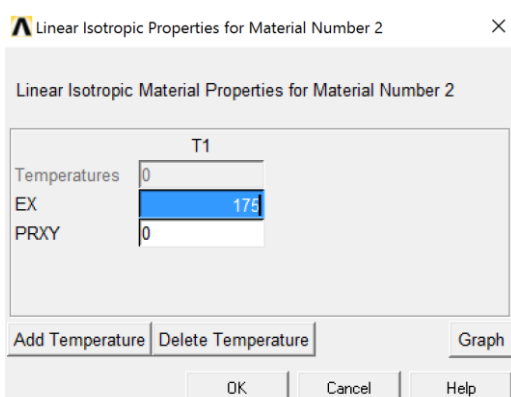 Linear Isotropic Properties for Material Number 2
Linear Isotropic Material Properties for Material Number 2
T1
Temperatures 0
EX 175
PRXY 0
Add Temperature Delete Temperature Graph
OK Cancel Help